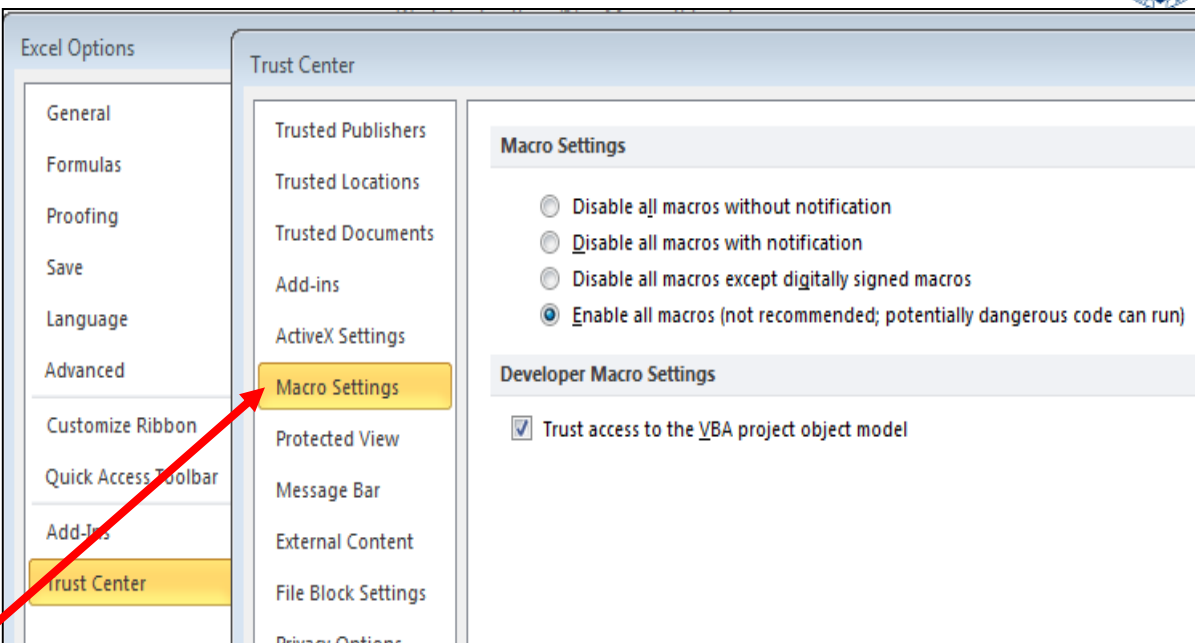 Excel Options
General
Formulas
Proofing
Save
Language
Advanced
Customize Ribbon
Quick Access Toolbar
Add-Ins
Trust Center
Trust Center
Trusted Publishers
Trusted Locations
Trusted Documents
Add-ins
ActiveX Settings
Macro Settings
Protected View
Message Bar
External Content
File Block Settings
Privacy Options
Macro Settings
Disable all macros without notification
Disable all macros with notification
Disable all macros except digitally signed macros
Enable all macros (not recommended; potentially dangerous code can run)
Developer Macro Settings
Trust access to the VBA project object model